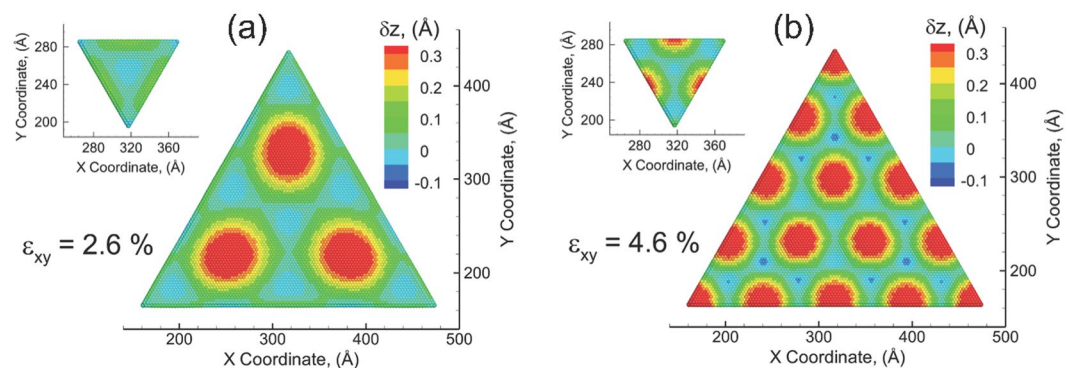 (a)
280
240
200
280 320 360
X Coordinate, (Å)
Y Coordinate, (Å)
δz, (Å)
0.3
0.2
0.1
0
-0.1
400
300
200
Y Coordinate, (Å)
εxy = 2.6 %
200 300 400 500
X Coordinate, (Å)
(b)
280
240
200
280 320 360
X Coordinate, (Å)
Y Coordinate, (Å)
δz, (Å)
0.3
0.2
0.1
0
-0.1
400
300
200
Y Coordinate, (Å)
εxy = 4.6 %
200 300 400 500
X Coordinate, (Å)